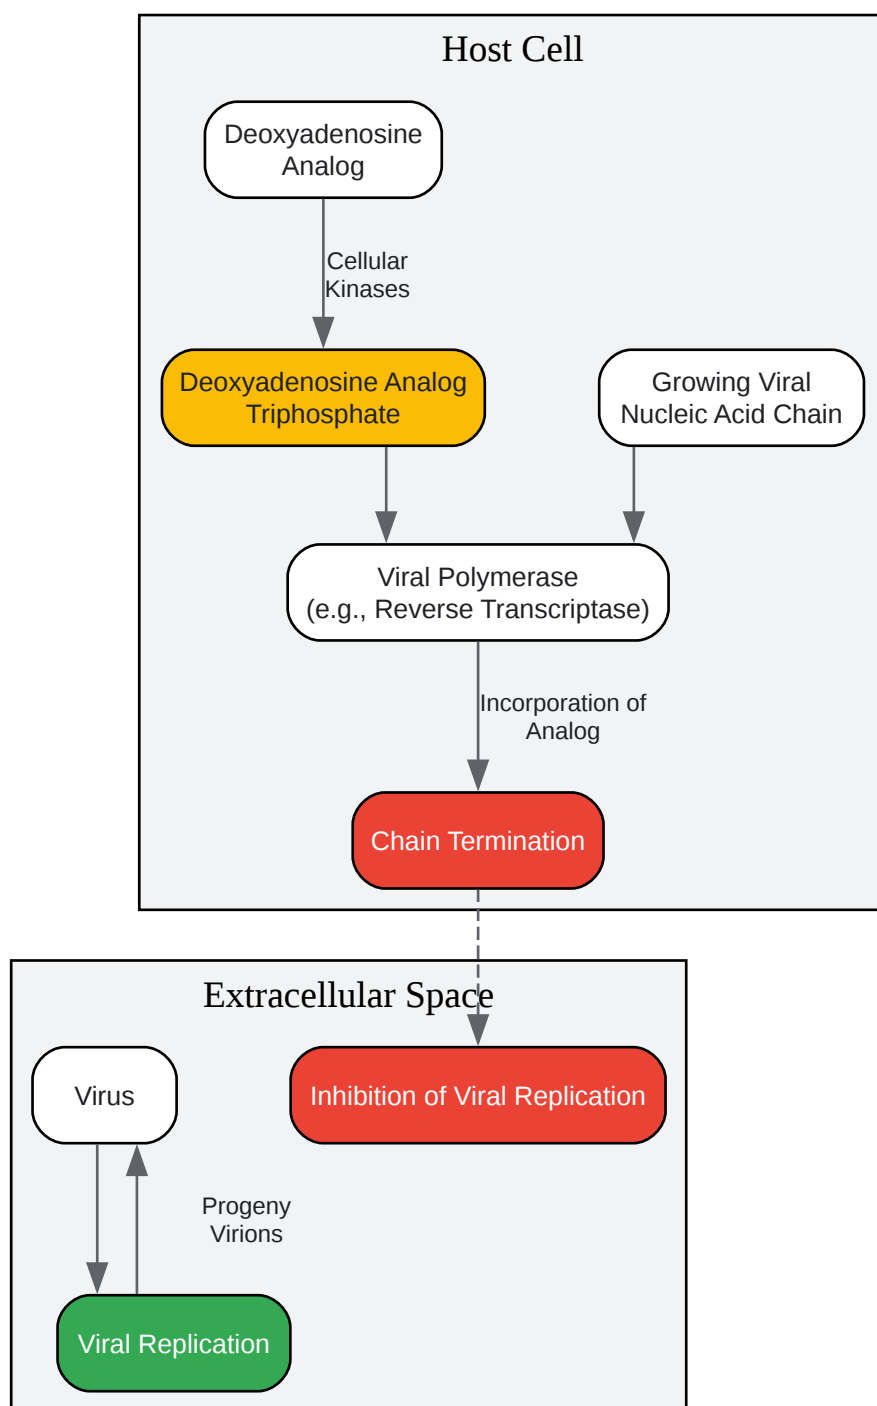 Host Cell
Deoxyadenosine
Analog
Cellular
Kinases
Deoxyadenosine Analog
Triphosphate
Growing Viral
Nucleic Acid Chain
Viral Polymerase
(e.g., Reverse Transcriptase)
Incorporation of
Analog
Chain Termination
Extracellular Space
Virus
Inhibition of Viral Replication
Progeny
Virions
Viral Replication